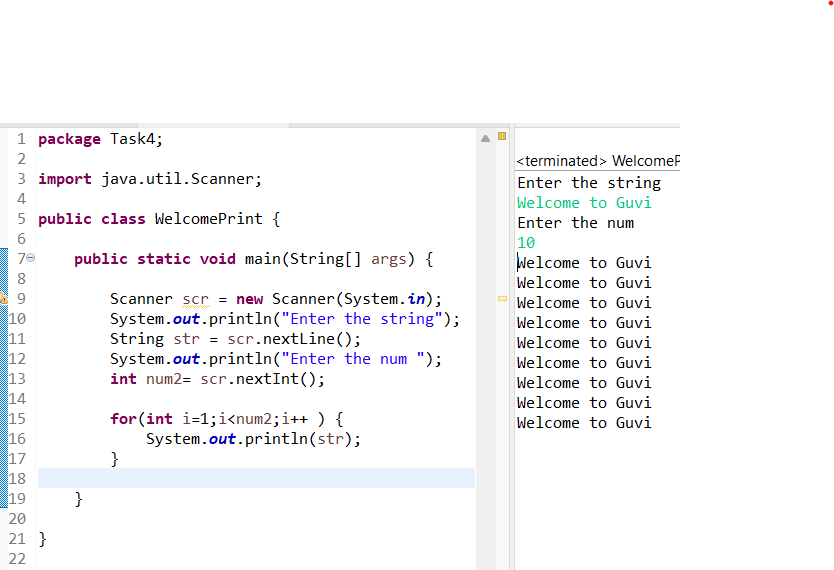 1 package Task4;
2
3 import java.util.Scanner;
4
5 public class WelcomePrint {
6
7 public static void main(String[] args) {
8
9 Scanner scr = new Scanner(System.in);
10 System.out.println("Enter the string");
11 String str = scr.nextLine();
12 System.out.println("Enter the num ");
13 int num2= scr.nextInt();
14
15 for(int i=1;i<num2;i++ ) {
16 System.out.println(str);
17 }
18
19 }
20
21 }
22
<terminated> WelcomeP
Enter the string
Welcome to Guvi
Enter the num
10
Welcome to Guvi
Welcome to Guvi
Welcome to Guvi
Welcome to Guvi
Welcome to Guvi
Welcome to Guvi
Welcome to Guvi
Welcome to Guvi
Welcome to Guvi